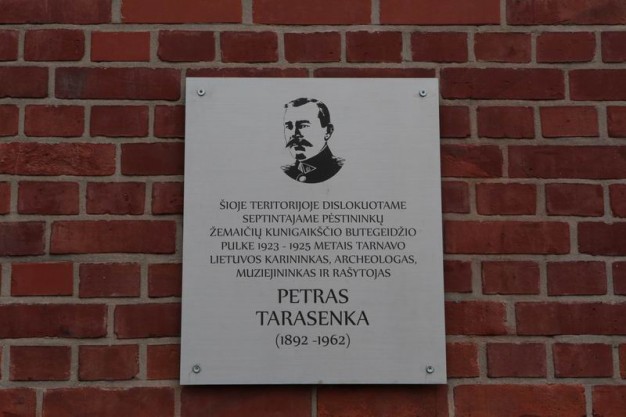 ŠIOJE TERITORIJOJE DISLOKUOTAME
SEPTINTAJAME PĖSTININKŲ
ŽEMAIČIŲ KUNIGAIKŠČIO BUTEGEIDŽIO
PULKE 1923 - 1925 METAIS TARNAVO
LIETUVOS KARININKAS, ARCHEOLOGAS,
MUZIEJININKAS IR RAŠYTOJAS
PETRAS
TARASENKA
(1892 -1962)